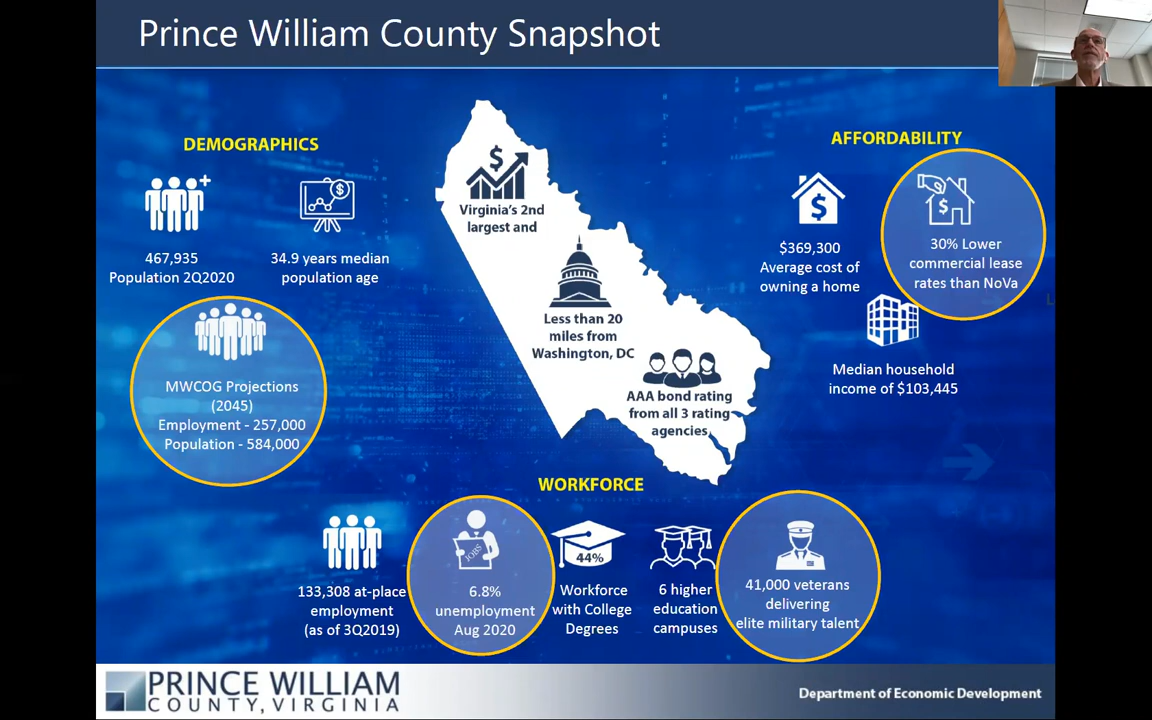 Prince William County Snapshot
DEMOGRAPHICS
467,935
Population 2Q2020
34.9 years median
population age
MWCOG Projections
(2045)
Employment - 257,000
Population - 584,000
$
Virginia's 2nd
largest and
Less than 20
miles from
Washington, DC
AAA bond rating
from all 3 rating
agencies
AFFORDABILITY
$
$369,300
Average cost of
owning a home
$
30% Lower
commercial lease
rates than NoVa
Median household
income of $103,445
WORKFORCE
133,308 at-place
employment
(as of 3Q2019)
JOBS
6.8%
unemployment
Aug 2020
44%
Workforce
with College
Degrees
6 higher
education
campuses
41,000 veterans
delivering
elite military talent
PRINCE WILLIAM
COUNTY, VIRGINIA
Department of Economic Development